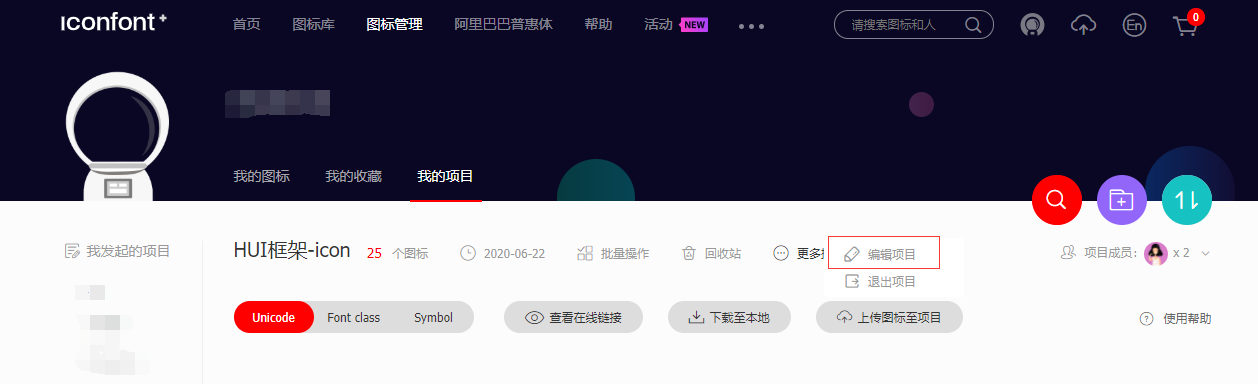 iconfont+ 首页 图标库 图标管理 阿里巴巴普惠体 帮助 活动 NEW 请搜索图标和人 En 0
我的图标 我的收藏 我的项目
我发起的项目 HUI框架-icon 25 个图标 2020-06-22 批量操作 回收站 更多 编辑项目 项目成员: x 2
退出项目
Unicode Font class Symbol 查看在线链接 下载至本地 上传图标至项目 使用帮助